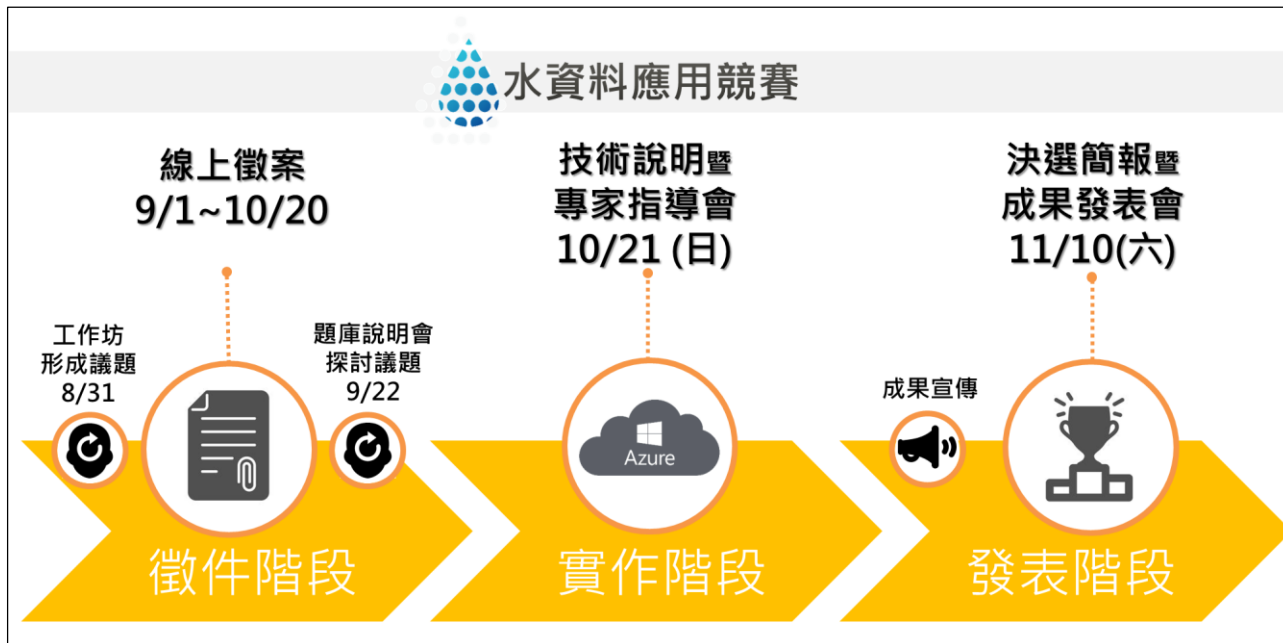 水資料應用競賽
線上徵案
9/1~10/20
工作坊
形成議題
8/31
題庫說明會
探討議題
9/22
徵件階段
技術說明暨
專家指導會
10/21 (日)
Azure
實作階段
決選簡報暨
成果發表會
11/10(六)
成果宣傳
發表階段